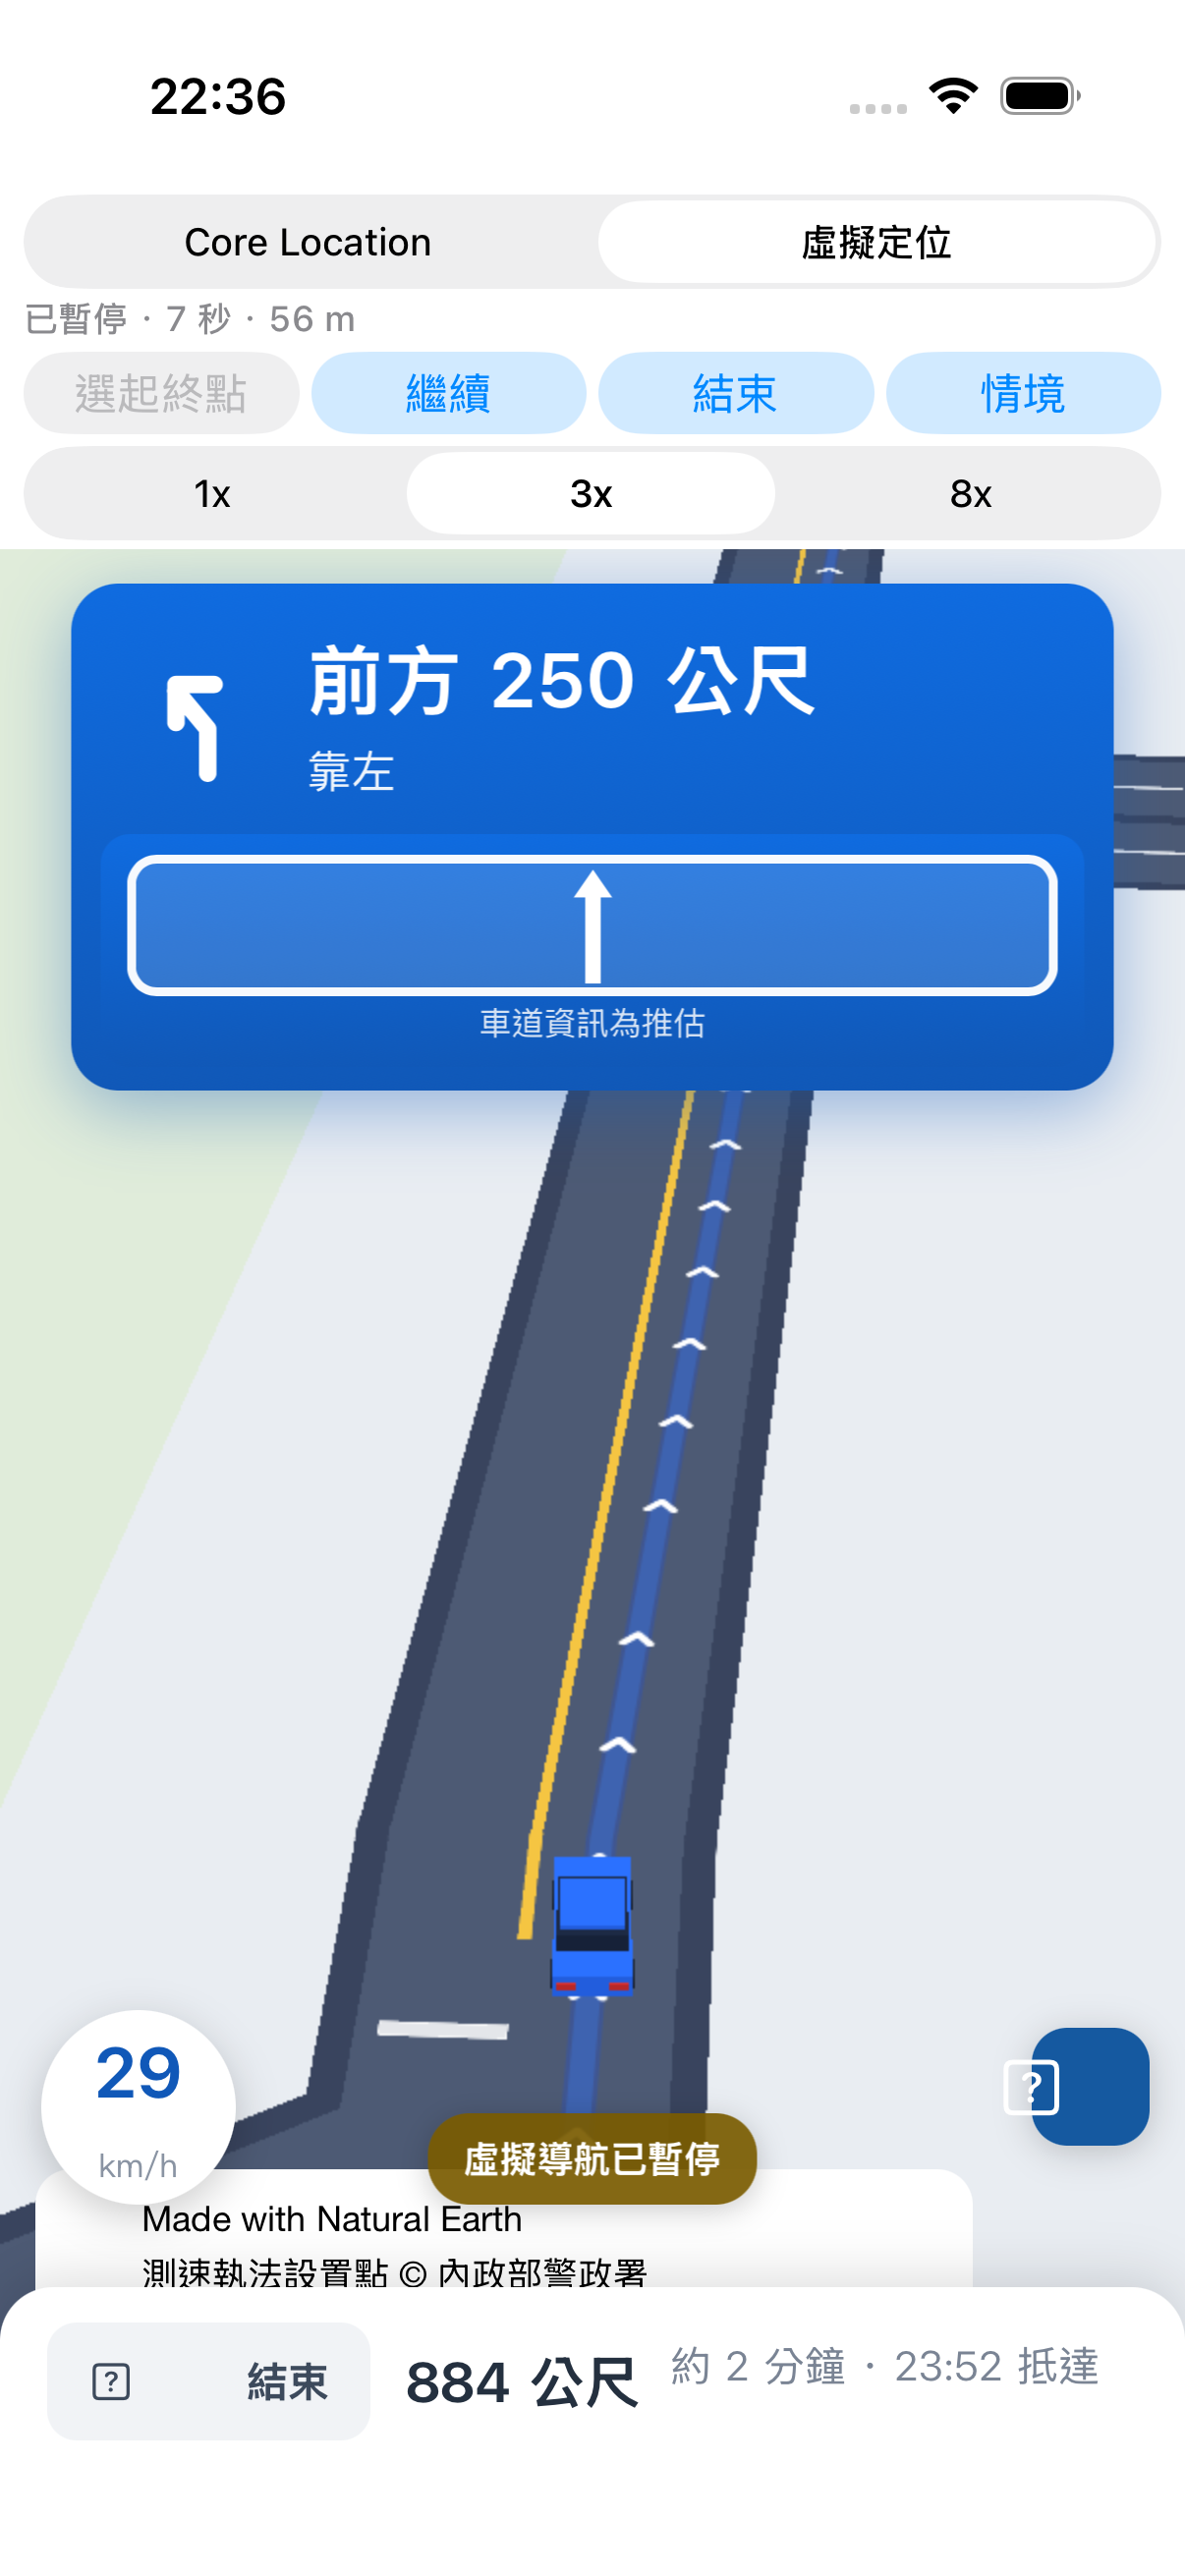 22:36
Core Location
虛擬定位
已暫停 · 7 秒 · 56 m
選起終點
繼續
結束
情境
1x
3x
8x
前方 250 公尺
靠左
車道資訊為推估
29
km/h
?
虛擬導航已暫停
Made with Natural Earth
測速執法設置點 © 內政部警政署
? 結束
884 公尺
約 2 分鐘 · 23:52 抵達